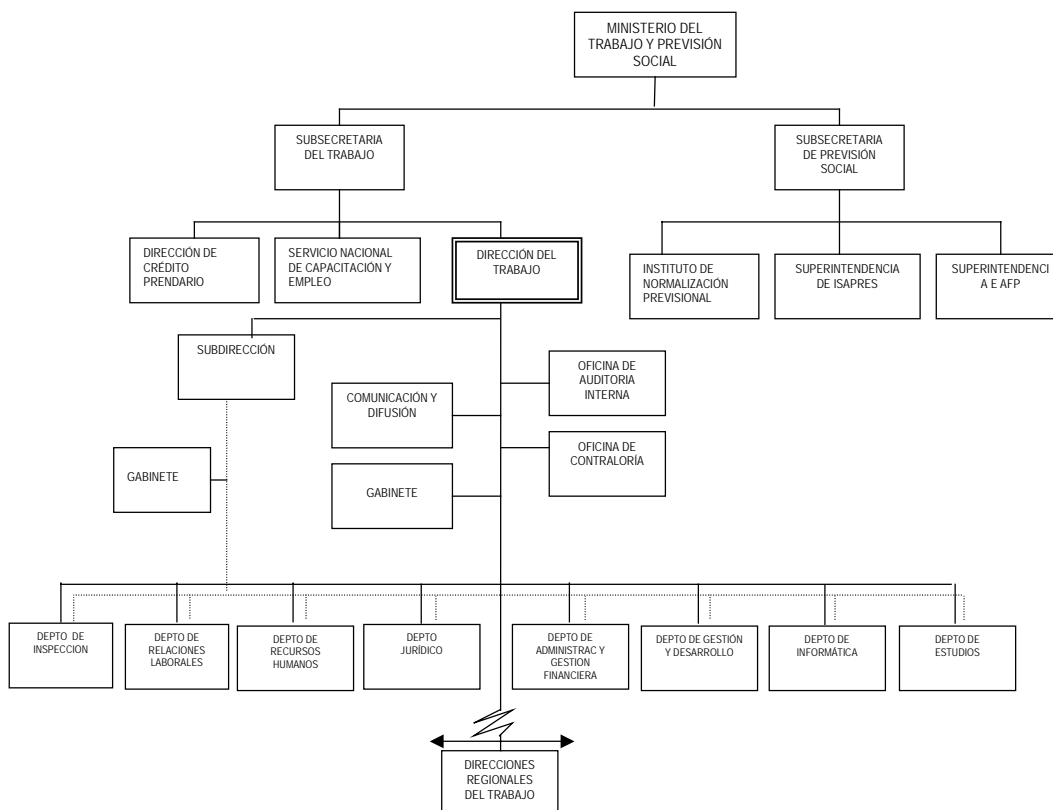 MINISTERIO DEL
TRABAJO Y PREVISIÓN
SOCIAL
SUBSECRETARIA
DEL TRABAJO
SUBSECRETARIA
DE PREVISIÓN
SOCIAL
DIRECCIÓN DE
CRÉDITO
PRENDARIO
SERVICIO NACIONAL
DE CAPACITACIÓN Y
EMPLEO
DIRECCIÓN DEL
TRABAJO
INSTITUTO DE
NORMALIZACIÓN
PREVISIONAL
SUPERINTENDENCIA
DE ISAPRES
SUPERINTENDENCI
A E AFP
SUBDIRECCIÓN
OFICINA DE
AUDITORIA
INTERNA
COMUNICACIÓN Y
DIFUSIÓN
OFICINA DE
CONTRALORÍA
GABINETE
GABINETE
DEPTO DE
INSPECCION
DEPTO DE
RELACIONES
LABORALES
DEPTO DE
RECURSOS
HUMANOS
DEPTO
JURÍDICO
DEPTO DE
ADMINISTRAC Y
GESTION
FINANCIERA
DEPTO DE GESTIÓN
Y DESARROLLO
DEPTO DE
INFORMÁTICA
DEPTO DE
ESTUDIOS
DIRECCIONES
REGIONALES
DEL TRABAJO